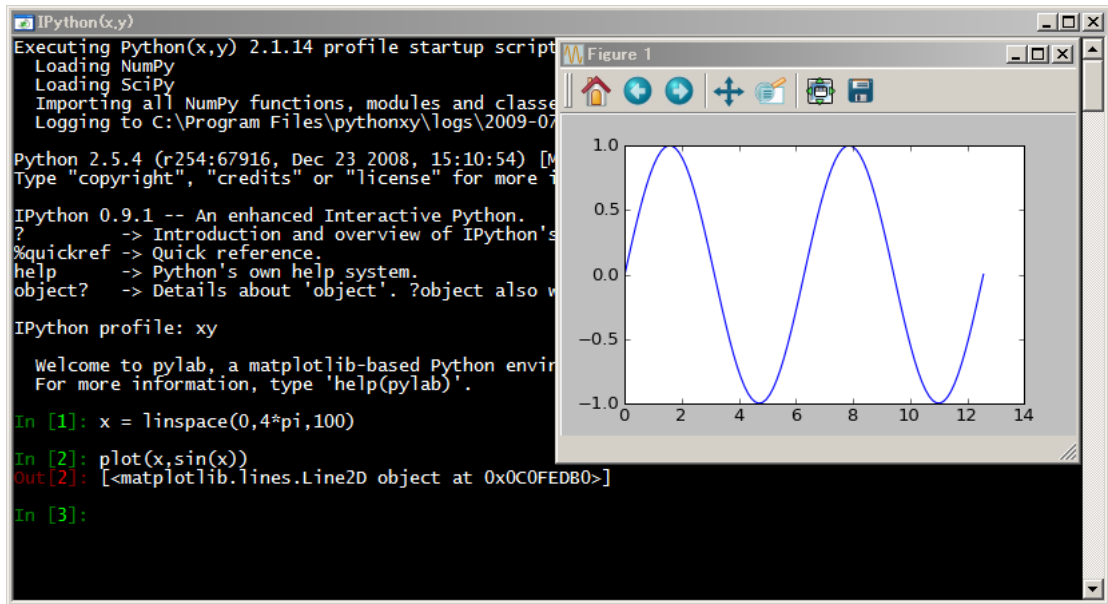 IPython(x,y)
Executing Python(x,y) 2.1.14 profile startup script
Loading NumPy
Loading SciPy
Importing all NumPy functions, modules and classe
Logging to C:\Program Files\pythonxy\logs\2009-07
Python 2.5.4 (r254:67916, Dec 23 2008, 15:10:54) [M
Type "copyright", "credits" or "license" for more i
IPython 0.9.1 -- An enhanced Interactive Python.
? -> Introduction and overview of IPython's
%quickref -> Quick reference.
help -> Python's own help system.
object? -> Details about 'object'. ?object also w
IPython profile: xy
Welcome to pylab, a matplotlib-based Python envir
For more information, type 'help(pylab)'.
In [1]: x = linspace(0,4*pi,100)
In [2]: plot(x,sin(x))
Out[2]: [<matplotlib.lines.Line2D object at 0x0C0FEDB0>]
In [3]:
Figure 1
1.0
0.5
0.0
−0.5
−1.0
0 2 4 6 8 10 12 14